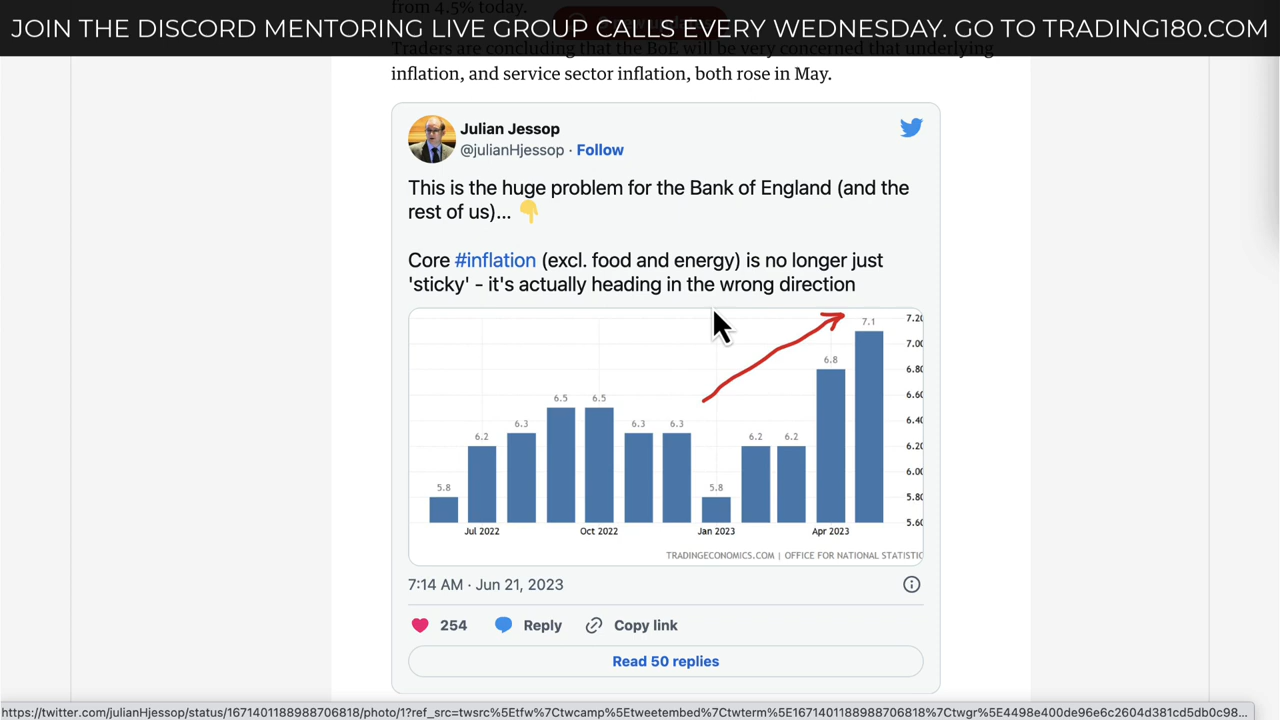 from 4.5% today.
JOIN THE DISCORD MENTORING LIVE GROUP CALLS EVERY WEDNESDAY. GO TO TRADING180.COM
Traders are concluding that the BoE will be very concerned that underlying
inflation, and service sector inflation, both rose in May.
Julian Jessop
@julianHjessop · Follow
This is the huge problem for the Bank of England (and the
rest of us)... 👇
Core #inflation (excl. food and energy) is no longer just
'sticky' - it's actually heading in the wrong direction
7.20
7.1
7.00
6.8
6.80
6.60
6.5 6.5
6.40
6.3 6.3 6.3
6.2 6.2 6.2
6.20
6.00
5.8 5.8
5.80
5.60
Jul 2022 Oct 2022 Jan 2023 Apr 2023
TRADINGECONOMICS.COM | OFFICE FOR NATIONAL STATISTIC
7:14 AM · Jun 21, 2023
254 Reply Copy link
Read 50 replies
https://twitter.com/julianHjessop/status/1671401188988706818/photo/1?ref_src=twsrc%5Etfw%7Ctwcamp%5Etweetembed%7Ctwterm%5E1671401188988706818%7Ctwgr%5E4498e400de96e6c2604d381cd5db0c98...